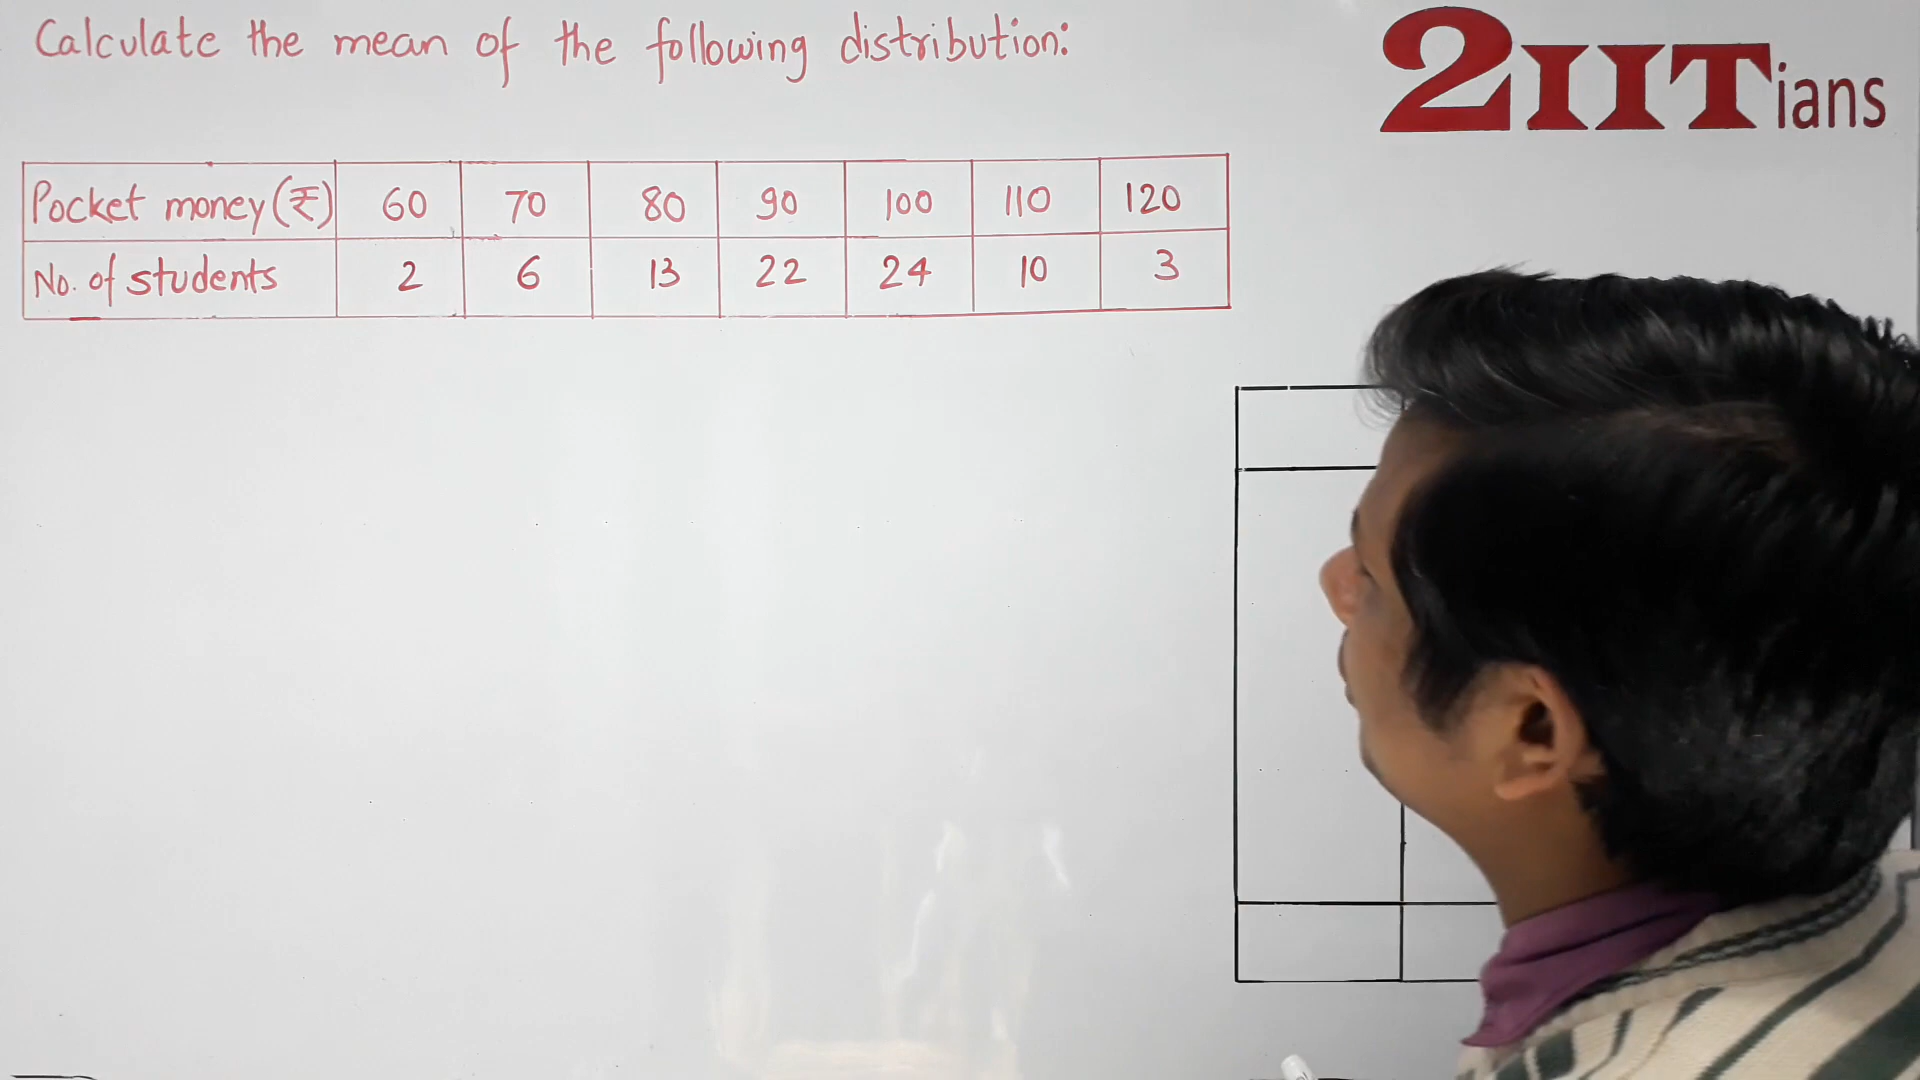 Calculate the mean of the following distribution:
2IITians
Pocket money (₹) 60 70 80 90 100 110 120
No. of students 2 6 13 22 24 10 3